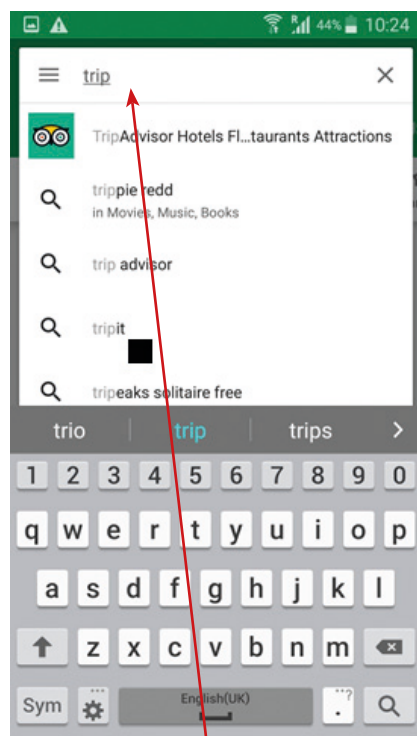 R 44% 10:24
trip
TripAdvisor Hotels Fl...taurants Attractions
trippie redd
in Movies, Music, Books
trip advisor
tripit
tripeaks solitaire free
trio trip trips >
1 2 3 4 5 6 7 8 9 0
q w e r t y u i o p
a s d f g h j k l
z x c v b n m
Sym English(UK) . ...?